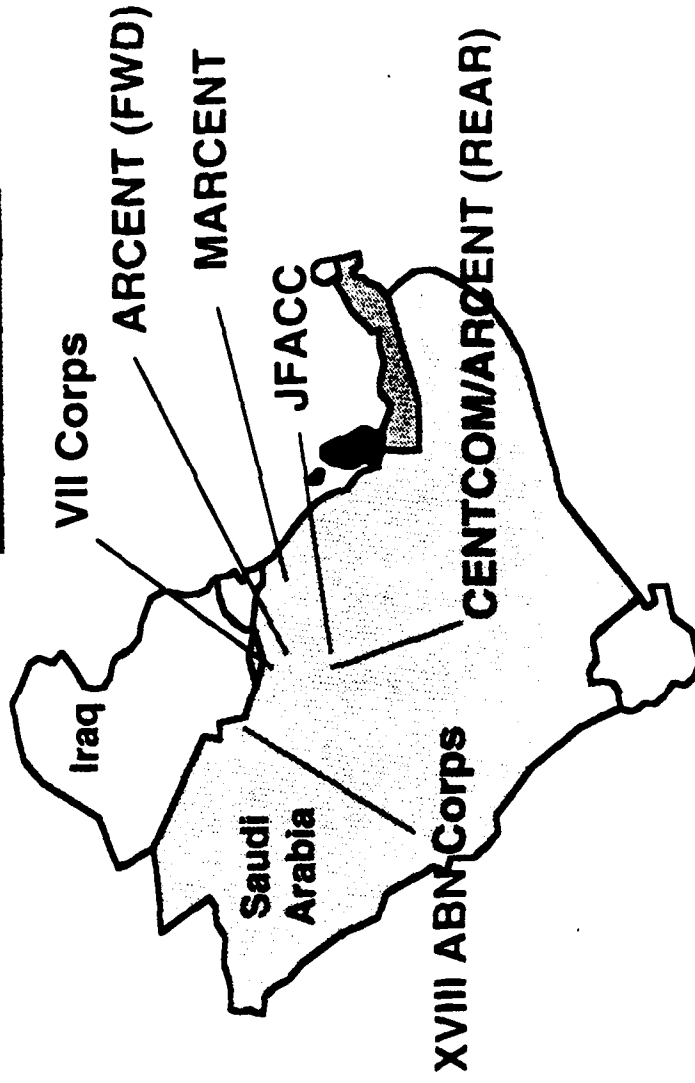 VII Corps
ARCENT (FWD)
MARCENT
Iraq
JFACC
Saudi
Arabia
CENTCOM/ARCENT (REAR)
XVIII ABN Corps